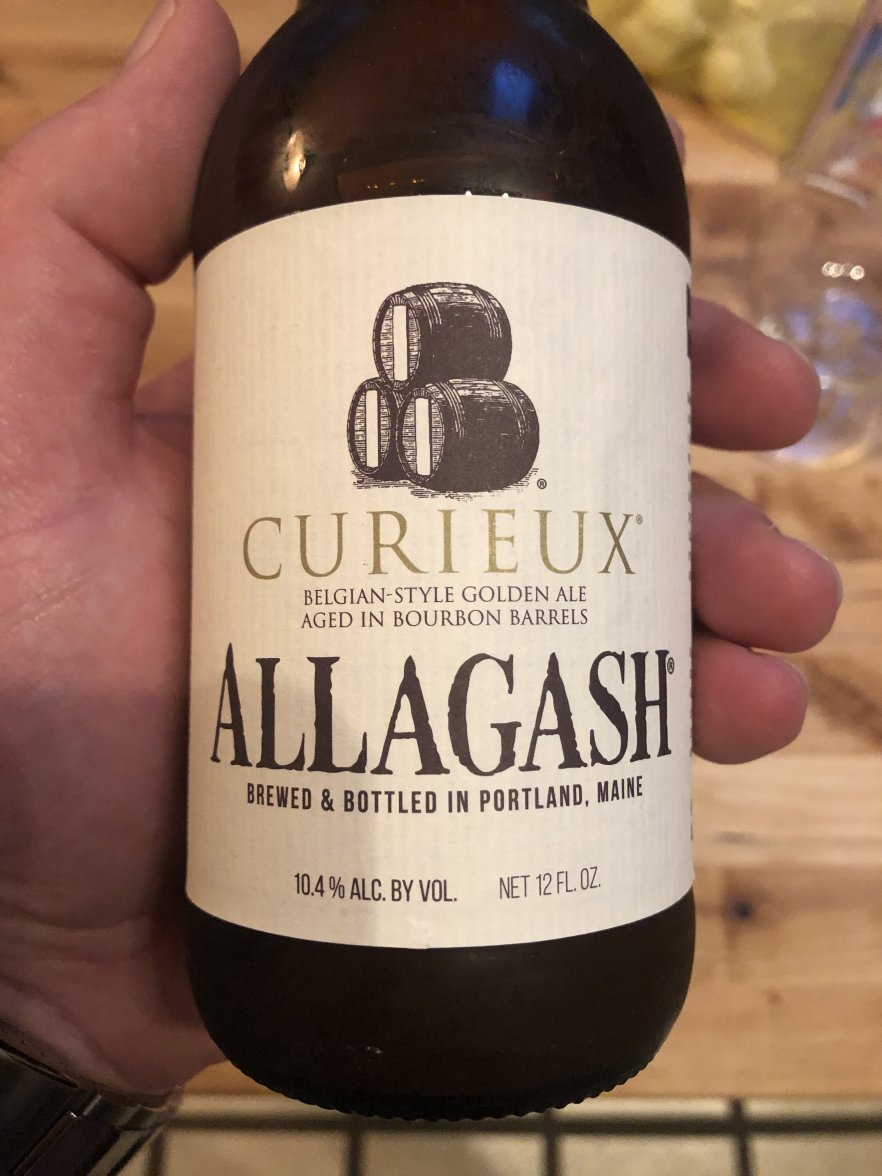 ®
CURIEUX®
BELGIAN-STYLE GOLDEN ALE
AGED IN BOURBON BARRELS
ALLAGASH®
BREWED & BOTTLED IN PORTLAND, MAINE
10.4% ALC. BY VOL. NET 12 FL. OZ.